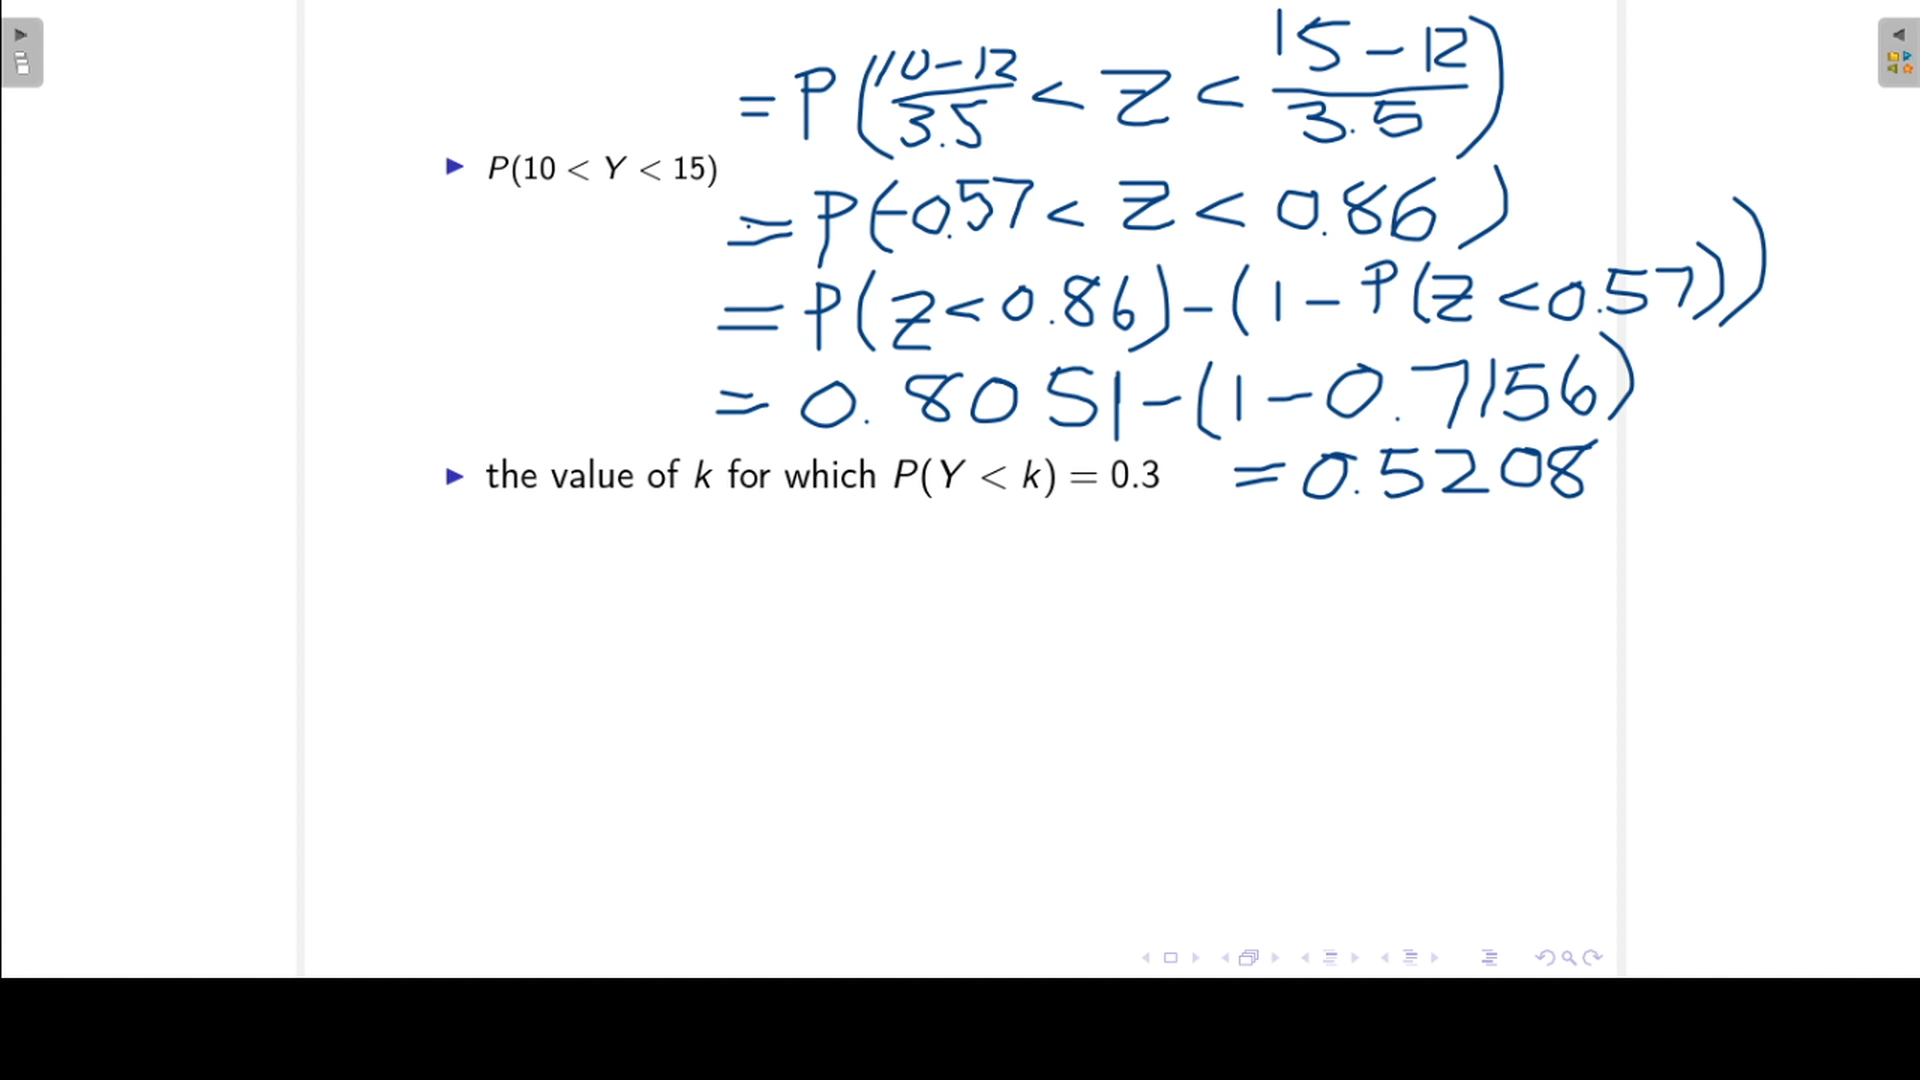 = P(10-12/3.5 < Z < 15-12/3.5)
P(10 < Y < 15)
= P(-0.57 < Z < 0.86)
= P(Z < 0.86) - (1 - P(Z < 0.57)))
= 0.8051 - (1 - 0.7156)
the value of k for which P(Y < k) = 0.3
= 0.5208